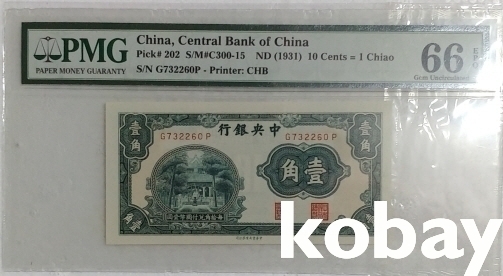 PMG
PAPER MONEY GUARANTY
China, Central Bank of China
Pick# 202 S/M#C300-15 ND (1931) 10 Cents = 1 Chiao
S/N G732260P - Printer: CHB
66 EPQ
Gem Uncirculated
行銀央中
壹角
壹角
G732260P
G732260P
壹角
kobay